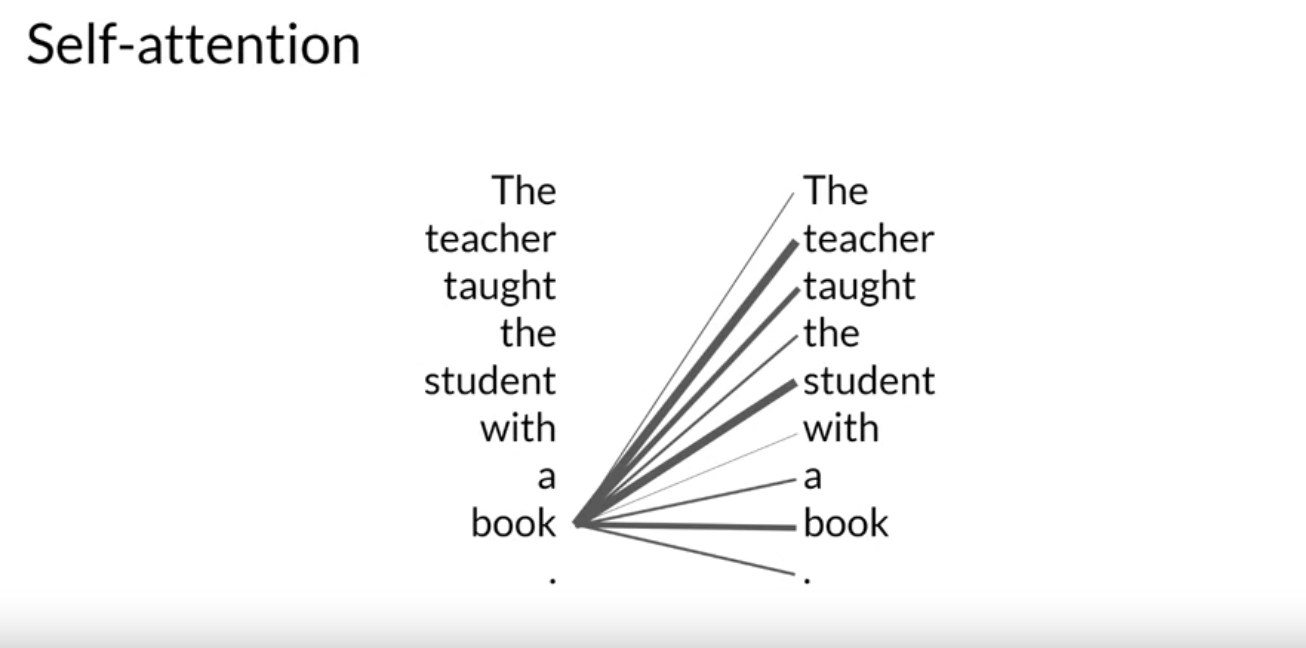 Self-attention
The The
teacher teacher
taught taught
the the
student student
with with
a a
book book
. .